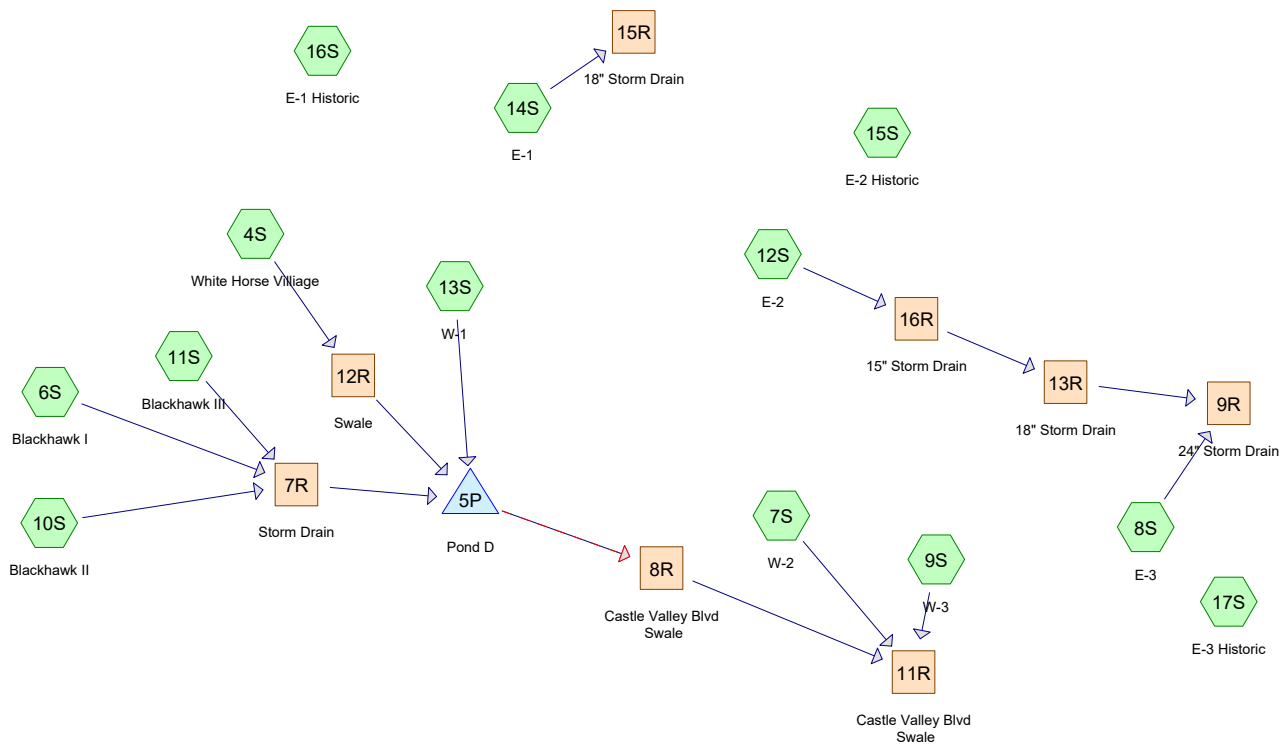 15R
18" Storm Drain
16S
E-1 Historic
14S
E-1
15S
E-2 Historic
4S
White Horse Villiage
13S
W-1
12S
E-2
16R
15" Storm Drain
11S
Blackhawk III
12R
Swale
6S
Blackhawk I
13R
18" Storm Drain
9R
24" Storm Drain
7R
Storm Drain
5P
Pond D
10S
Blackhawk II
7S
W-2
8S
E-3
8R
Castle Valley Blvd
Swale
9S
W-3
17S
E-3 Historic
11R
Castle Valley Blvd
Swale